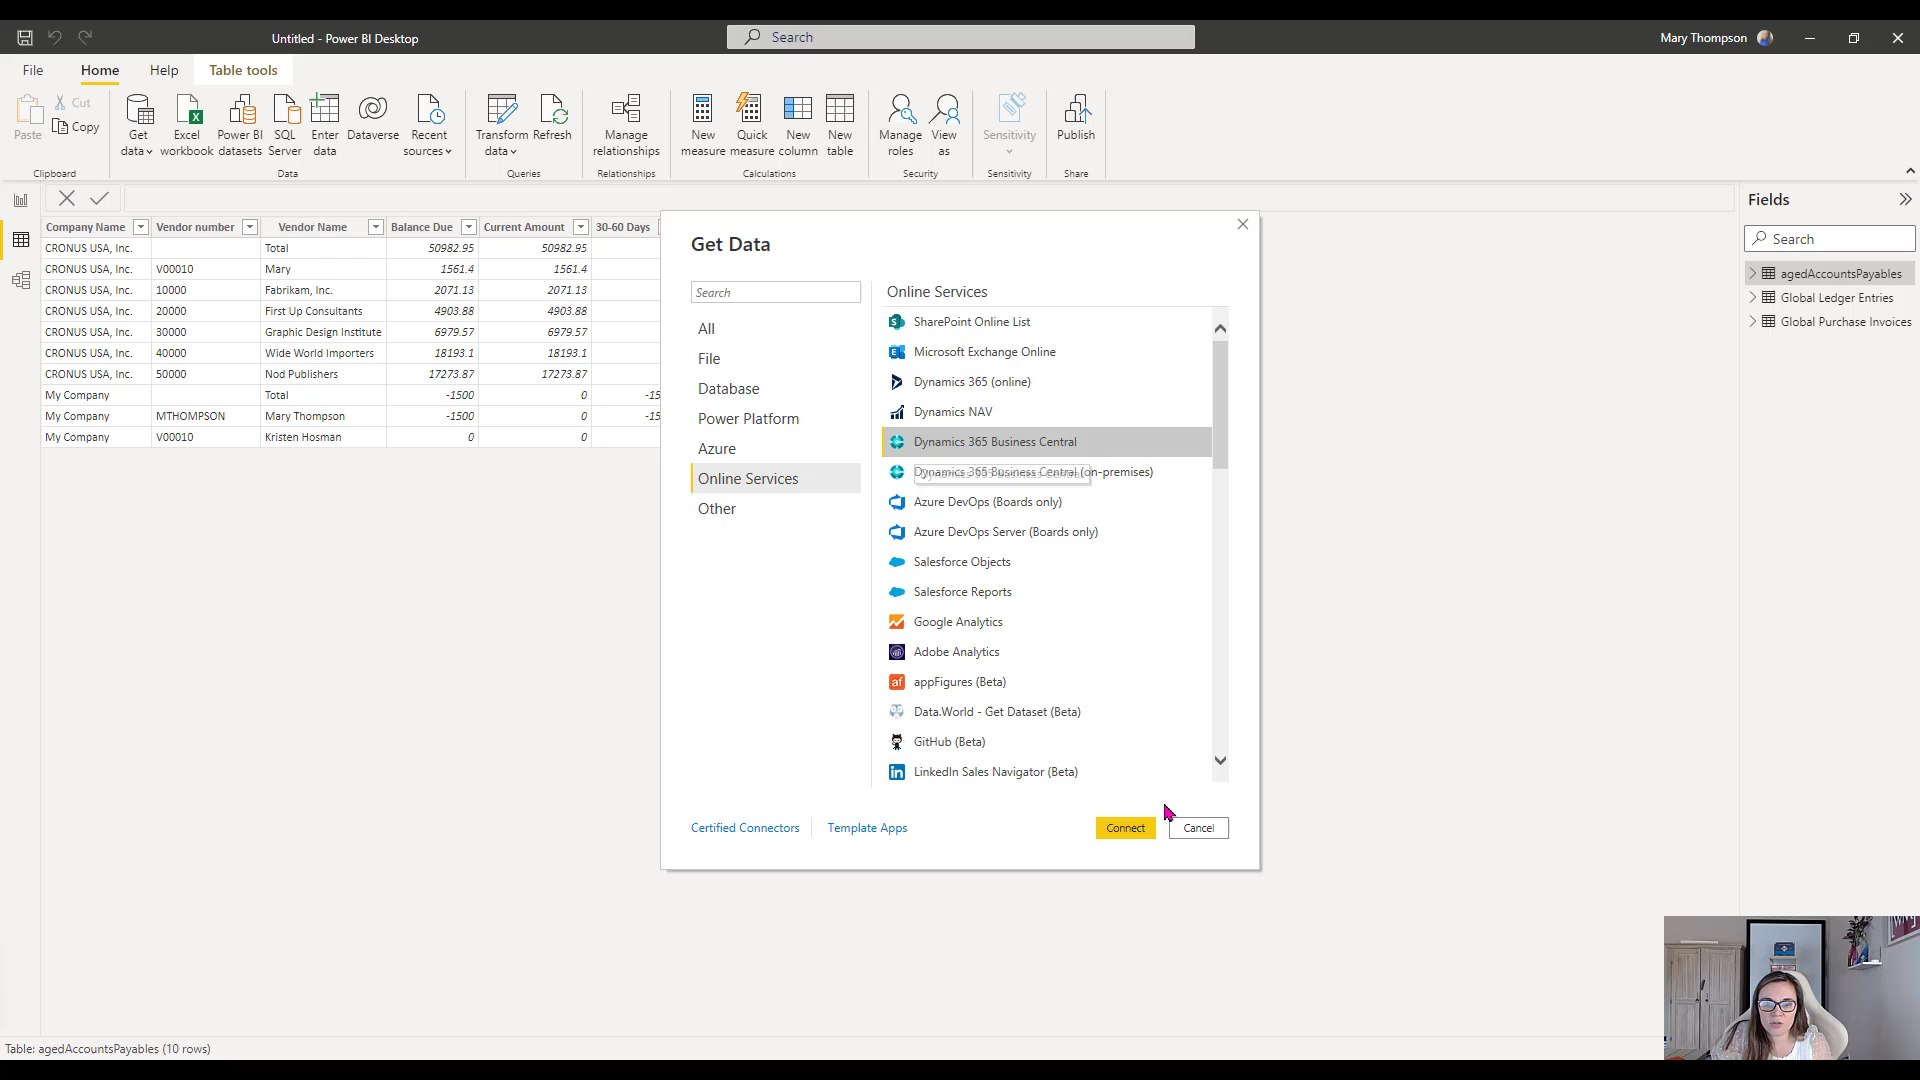 Untitled - Power BI Desktop
Search
Mary Thompson
File
Home
Help
Table tools
Paste
Cut
Copy
Clipboard
Get data
Excel workbook
Power BI datasets
SQL Server
Enter data
Dataverse
Recent sources
Data
Transform data
Refresh
Queries
Manage relationships
Relationships
New measure
Quick measure
New column
New table
Calculations
Manage roles
View as
Security
Sensitivity
Sensitivity
Publish
Share
Company Name Vendor number Vendor Name Balance Due Current Amount 30-60 Days
CRONUS USA, Inc. Total 50982.95 50982.95
CRONUS USA, Inc. V00010 Mary 1561.4 1561.4
CRONUS USA, Inc. 10000 Fabrikam, Inc. 2071.13 2071.13
CRONUS USA, Inc. 20000 First Up Consultants 4903.88 4903.88
CRONUS USA, Inc. 30000 Graphic Design Institute 6979.57 6979.57
CRONUS USA, Inc. 40000 Wide World Importers 18193.1 18193.1
CRONUS USA, Inc. 50000 Nod Publishers 17273.87 17273.87
My Company Total -1500 0 -15
My Company MTHOMPSON Mary Thompson -1500 0 -15
My Company V00010 Kristen Hosman 0 0
Get Data
Search
All
File
Database
Power Platform
Azure
Online Services
Other
Online Services
SharePoint Online List
Microsoft Exchange Online
Dynamics 365 (online)
Dynamics NAV
Dynamics 365 Business Central
Dynamics 365 Business Central (on-premises)
Azure DevOps (Boards only)
Azure DevOps Server (Boards only)
Salesforce Objects
Salesforce Reports
Google Analytics
Adobe Analytics
appFigures (Beta)
Data.World - Get Dataset (Beta)
GitHub (Beta)
LinkedIn Sales Navigator (Beta)
Certified Connectors
Template Apps
Connect
Cancel
Fields
Search
agedAccountsPayables
Global Ledger Entries
Global Purchase Invoices
Table: agedAccountsPayables (10 rows)